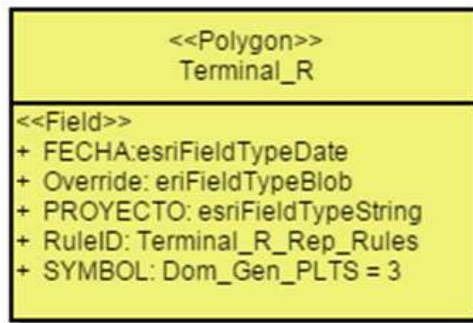 <<Polygon>>
Terminal_R
<<Field>>
+ FECHA:esriFieldTypeDate
+ Override: eriFieldTypeBlob
+ PROYECTO: esriFieldTypeString
+ RuleID: Terminal_R_Rep_Rules
+ SYMBOL: Dom_Gen_PLTS = 3